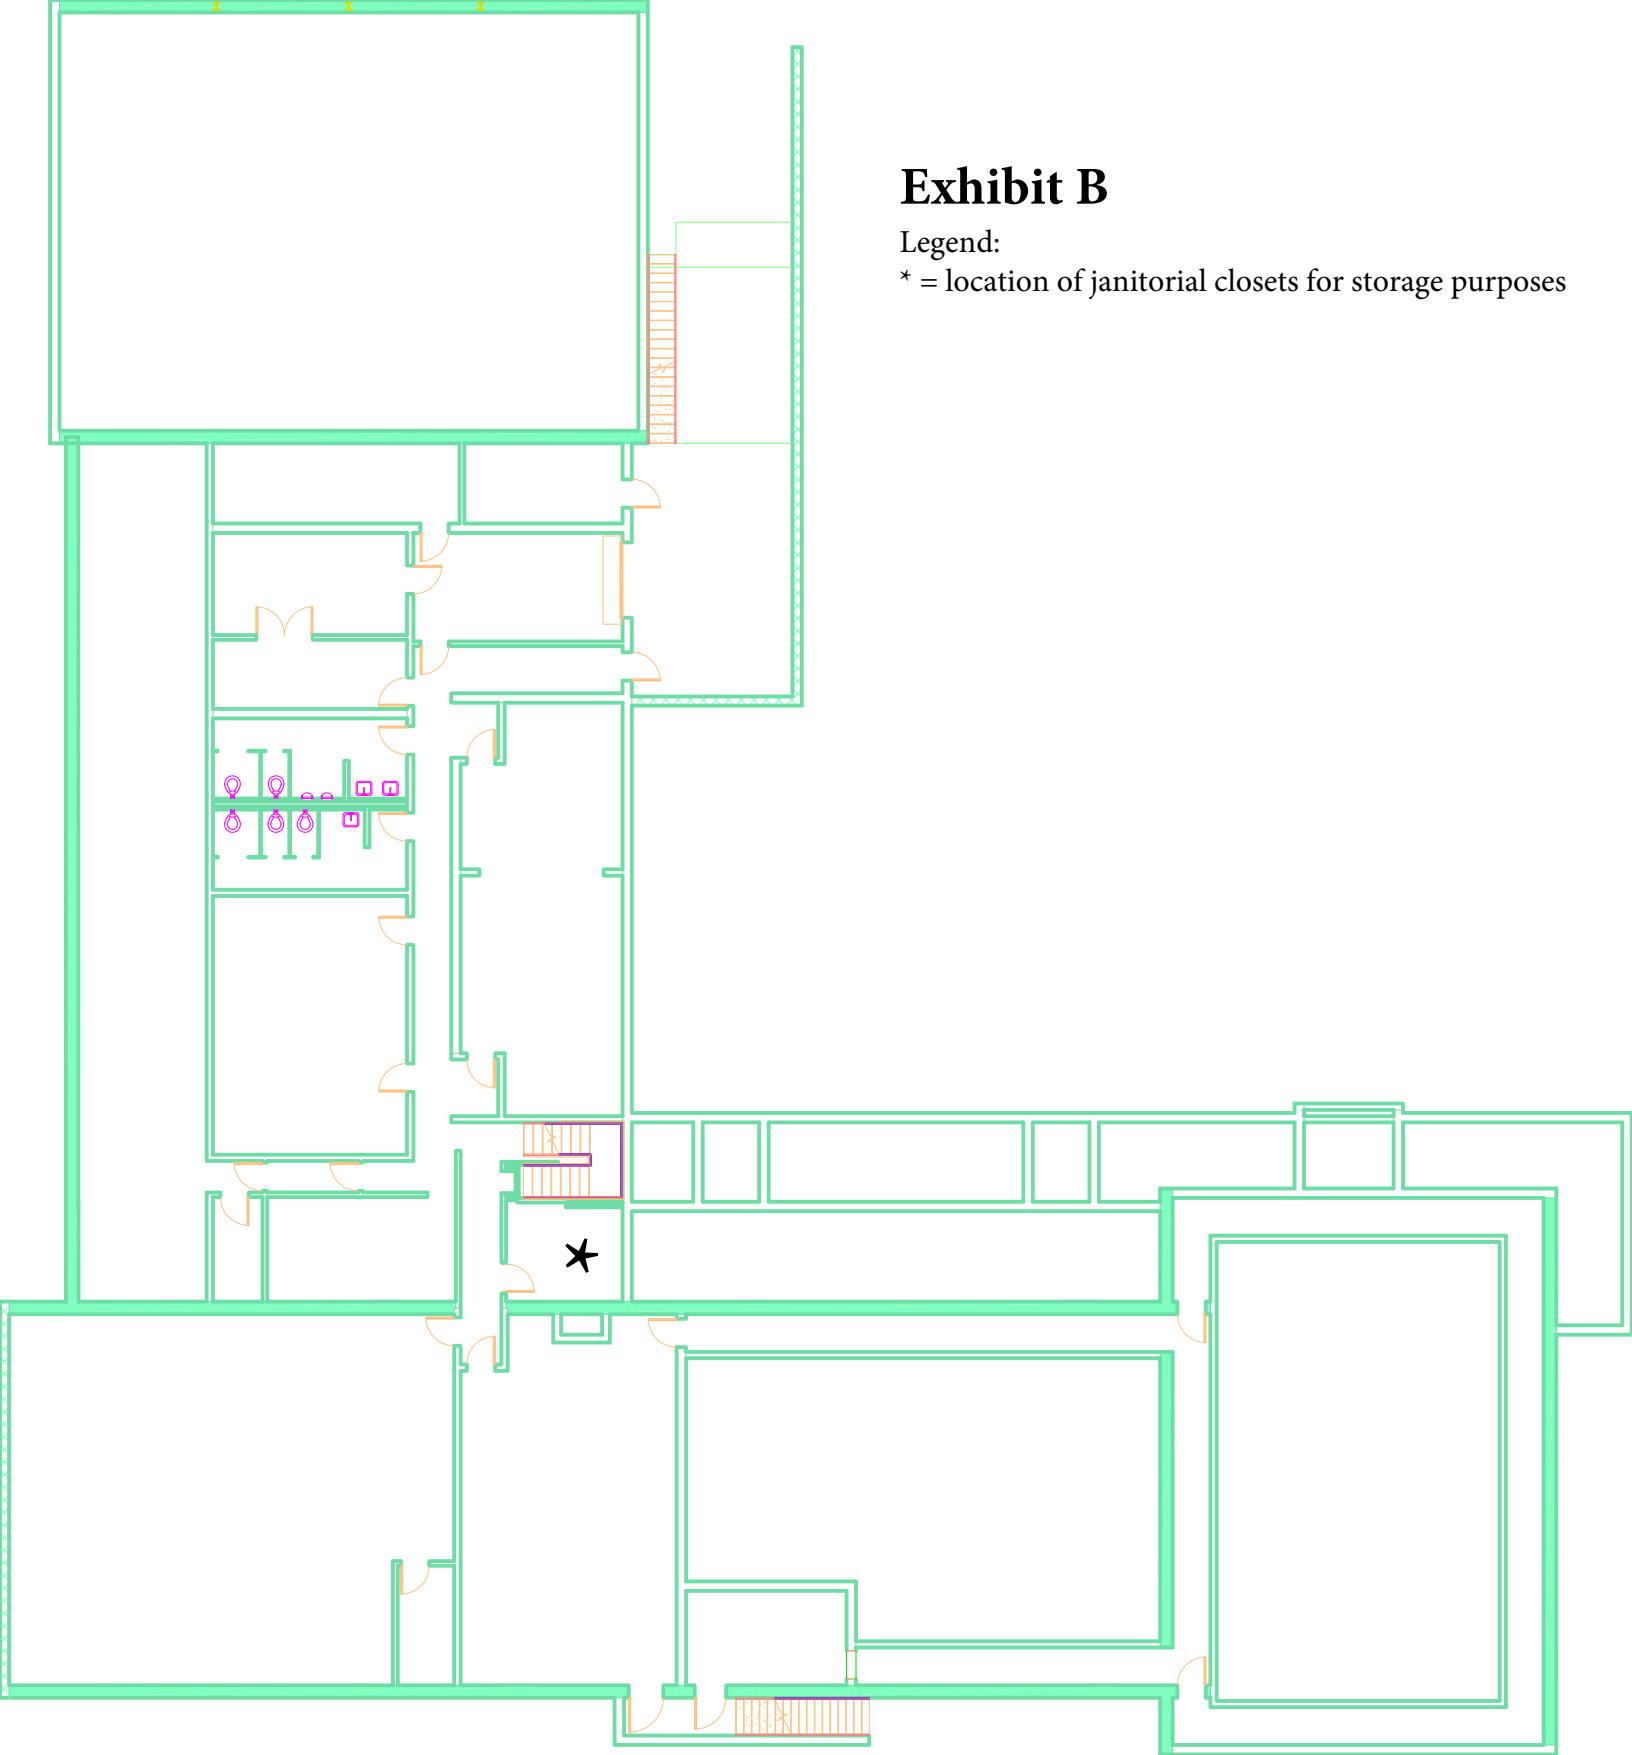 Exhibit B
Legend:
* = location of janitorial closets for storage purposes
*